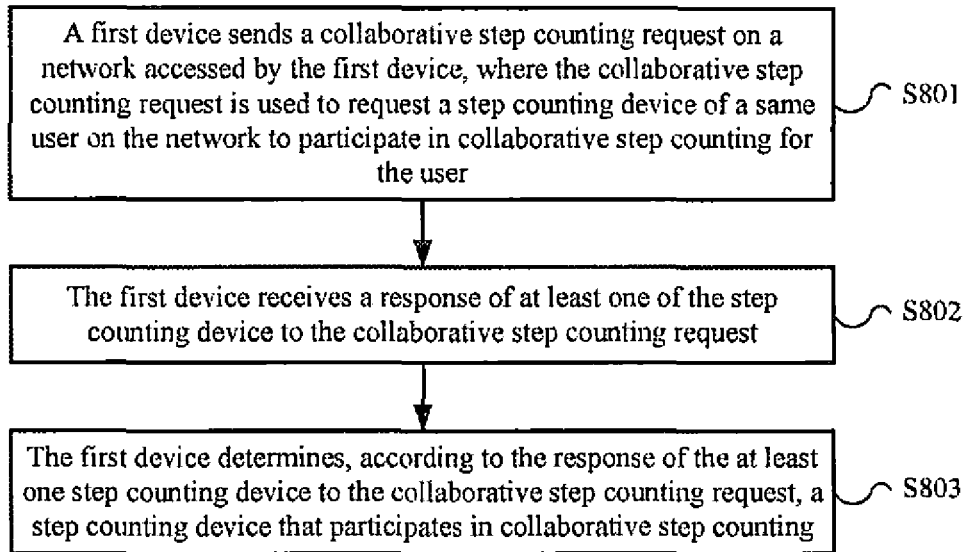 A first device sends a collaborative step counting request on a
network accessed by the first device, where the collaborative step
counting request is used to request a step counting device of a same
user on the network to participate in collaborative step counting for
the user
S801
The first device receives a response of at least one of the step
counting device to the collaborative step counting request
S802
The first device determines, according to the response of the at least
one step counting device to the collaborative step counting request, a
step counting device that participates in collaborative step counting
S803